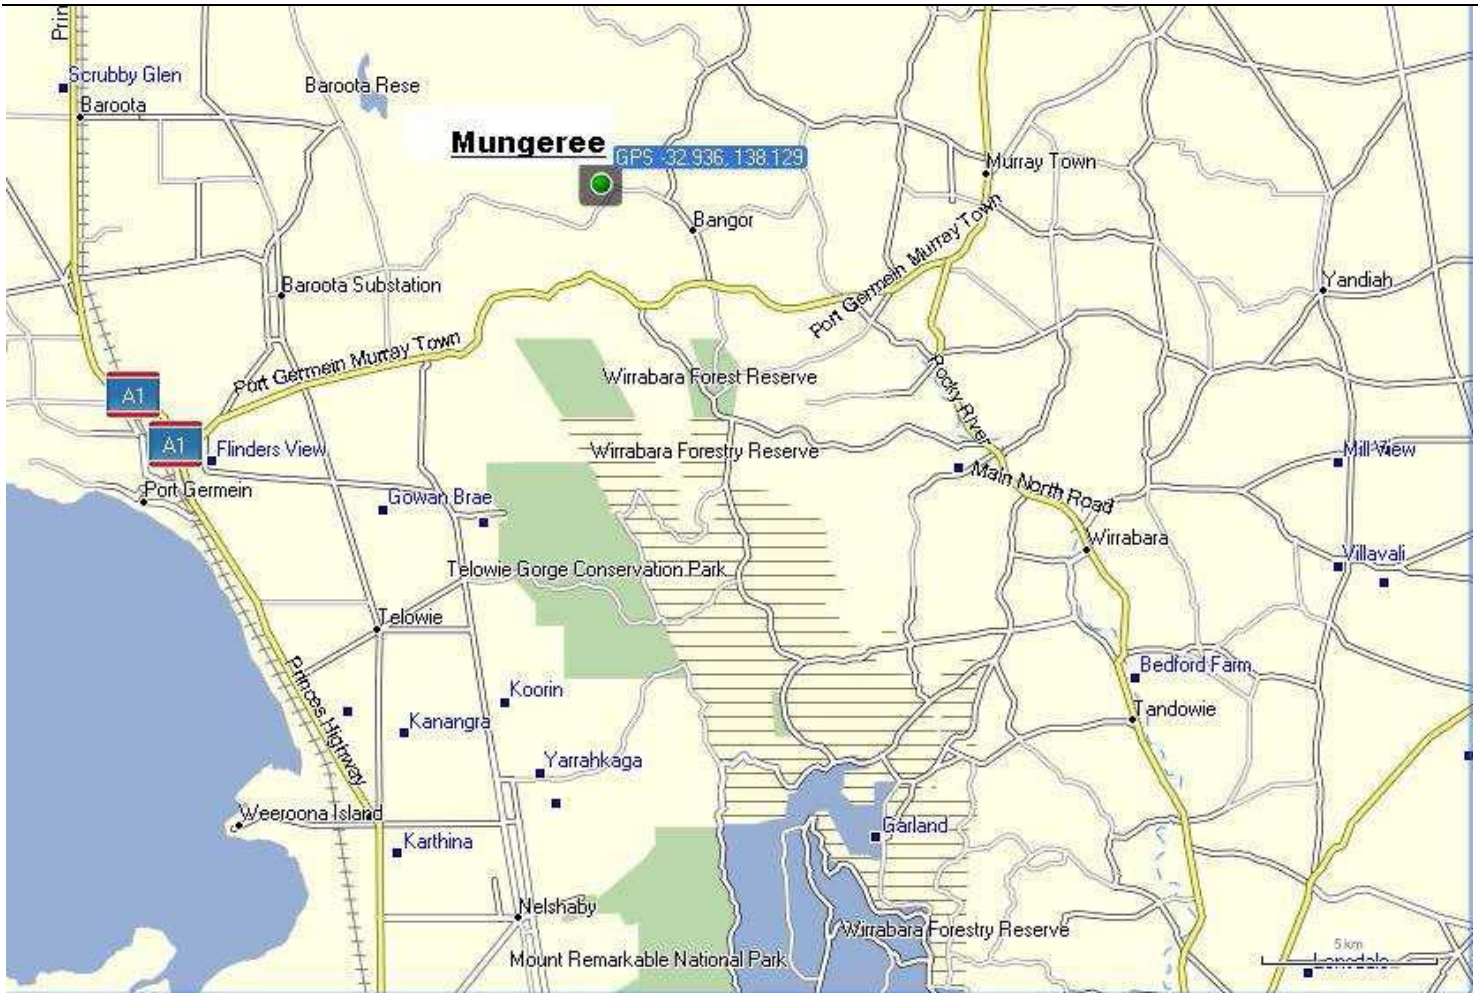 Prin
Scrubby Glen
Baroota
Baroota Rese
Mungeree
GPS -32.936, 138.129
Murray Town
Bangor
Port Germein Murray Town
Baroota Substation
Yandiah
Port Germein Murray Town
A1
A1
Wirrabara Forest Reserve
Rocky River
Flinders View
Wirrabara Forestry Reserve
Mill View
Main North Road
Port Germein
Gowan Brae
Wirrabara
Villavali
Telowie Gorge Conservation Park
Telowie
Bedford Farm
Princes Highway
Koorin
Kanangra
Tandowie
Yarrahkaga
Weeroona Island
Garland
Karthina
Nelshaby
Wirrabara Forestry Reserve
Mount Remarkable National Park
5 km